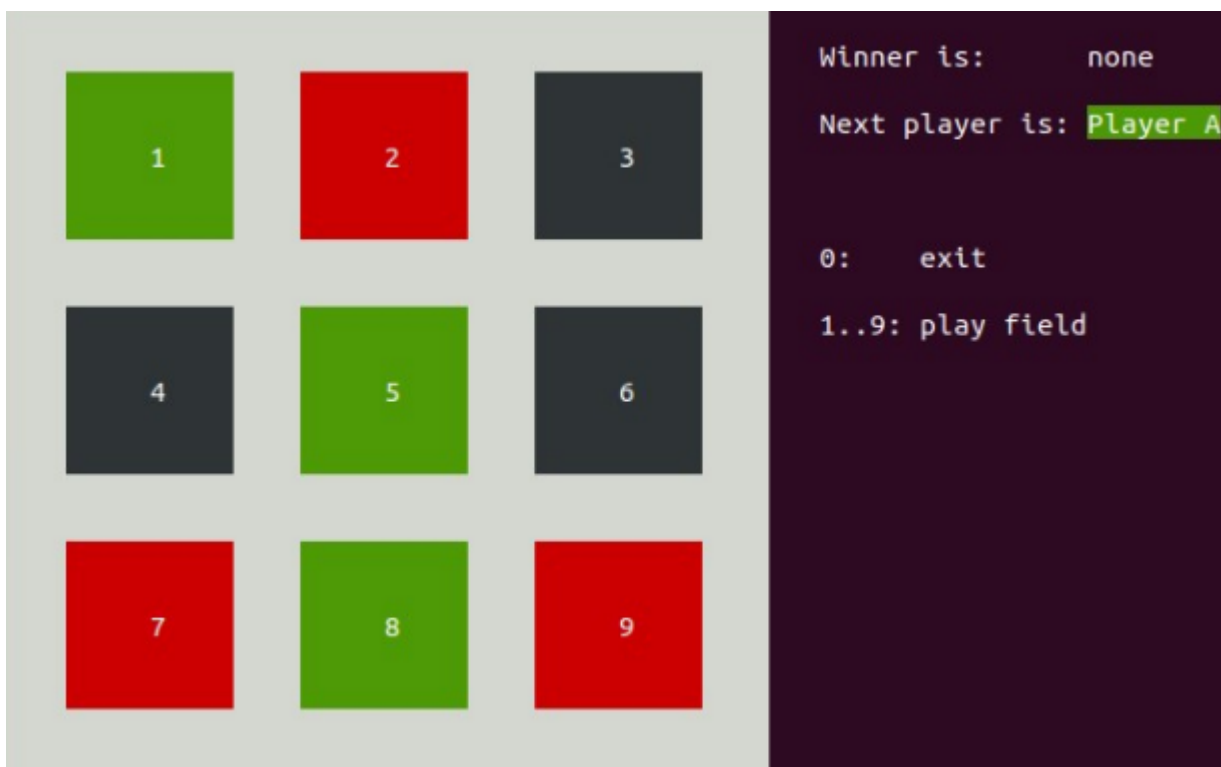 1 2 3
4 5 6
7 8 9
Winner is: none
Next player is: Player A
0: exit
1..9: play field